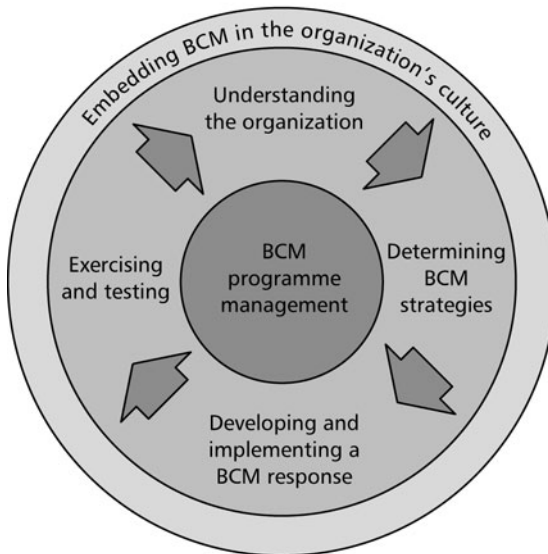 Embedding BCM in the organization's culture
Understanding
the organization
BCM
programme
management
Determining
BCM
strategies
Exercising
and testing
Developing and
implementing a
BCM response